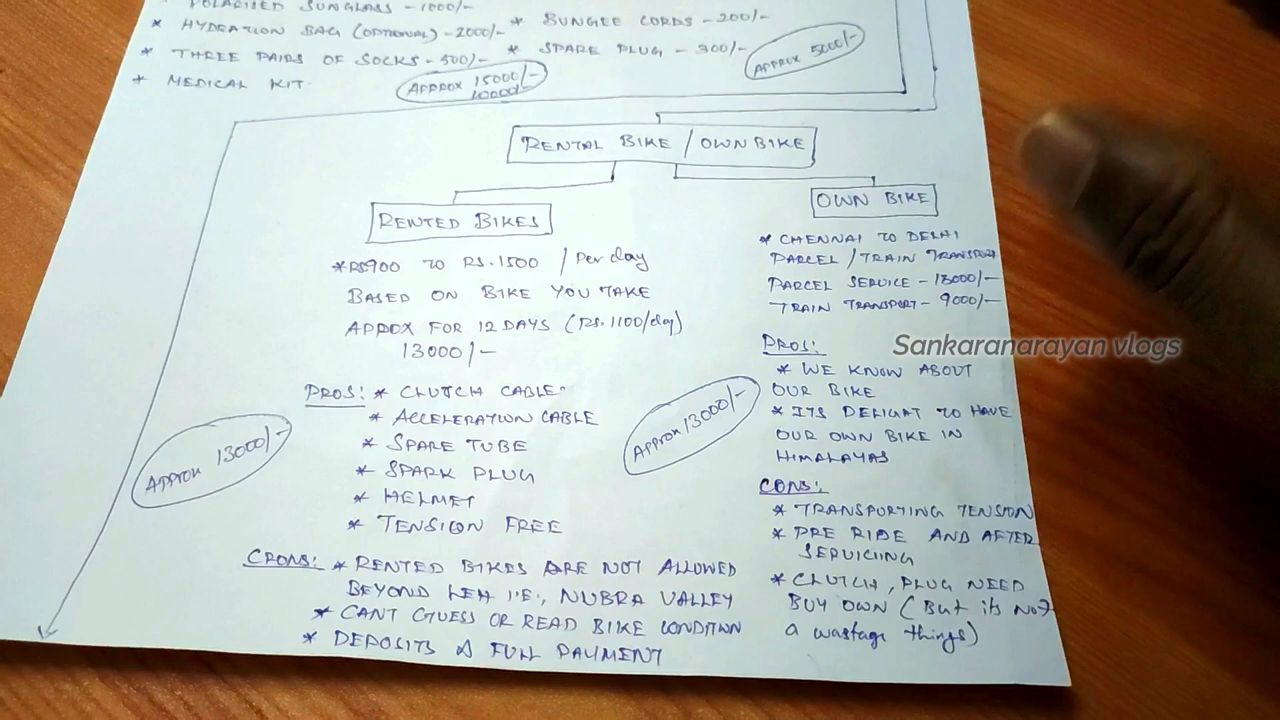 POLARISED SUNGLASS - 1000/-
* HYDRATION BAG (OPTIONAL) - 2000/-
* THREE PAIRS OF SOCKS - 500/-
* MEDICAL KIT
APPROX 15000/-
10000/-
* BUNGEE CORDS - 200/-
* SPARE PLUG - 300/-
APPROX 5000/-
RENTAL BIKE / OWN BIKE
RENTED BIKES
* RS900 TO RS.1500 / Per day
BASED ON BIKE YOU TAKE
APPOX FOR 12 DAYS (RS.1100/day)
13000/-
PROS: * CLUTCH CABLE
* ACCLERATION CABLE
* SPARE TUBE
* SPARK PLUG
* HELMET
* TENSION FREE
APPROX 13000/-
CRONS: * RENTED BIKES ARE NOT ALLOWED
BEYOND LEH I.E., NUBRA VALLEY
* CANT GUESS OR READ BIKE CONDITION
* DEPOSITS & FULL PAYMENT
OWN BIKE
* CHENNAI TO DELHI
PARCEL / TRAIN TRANSPORT
PARCEL SERVICE - 13000/-
TRAIN TRANSPORT - 9000/-
PROS:
* WE KNOW ABOUT
OUR BIKE
* ITS DELIGHT TO HAVE
OUR OWN BIKE IN
HIMALAYAS
APPROX 13000/-
CONS:
* TRANSPORTING TENSION
* PRE RIDE AND AFTER
SERVICIING
* CLUTCH, PLUG NEED
BUY OWN (But its not
a wastage things)
Sankaranarayan vlogs